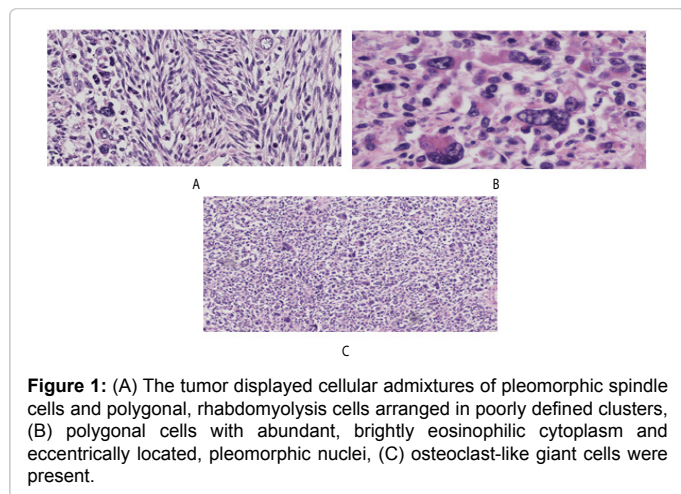 A
B
C
Figure 1: (A) The tumor displayed cellular admixtures of pleomorphic spindle
cells and polygonal, rhabdomyolysis cells arranged in poorly defined clusters,
(B) polygonal cells with abundant, brightly eosinophilic cytoplasm and
eccentrically located, pleomorphic nuclei, (C) osteoclast-like giant cells were
present.